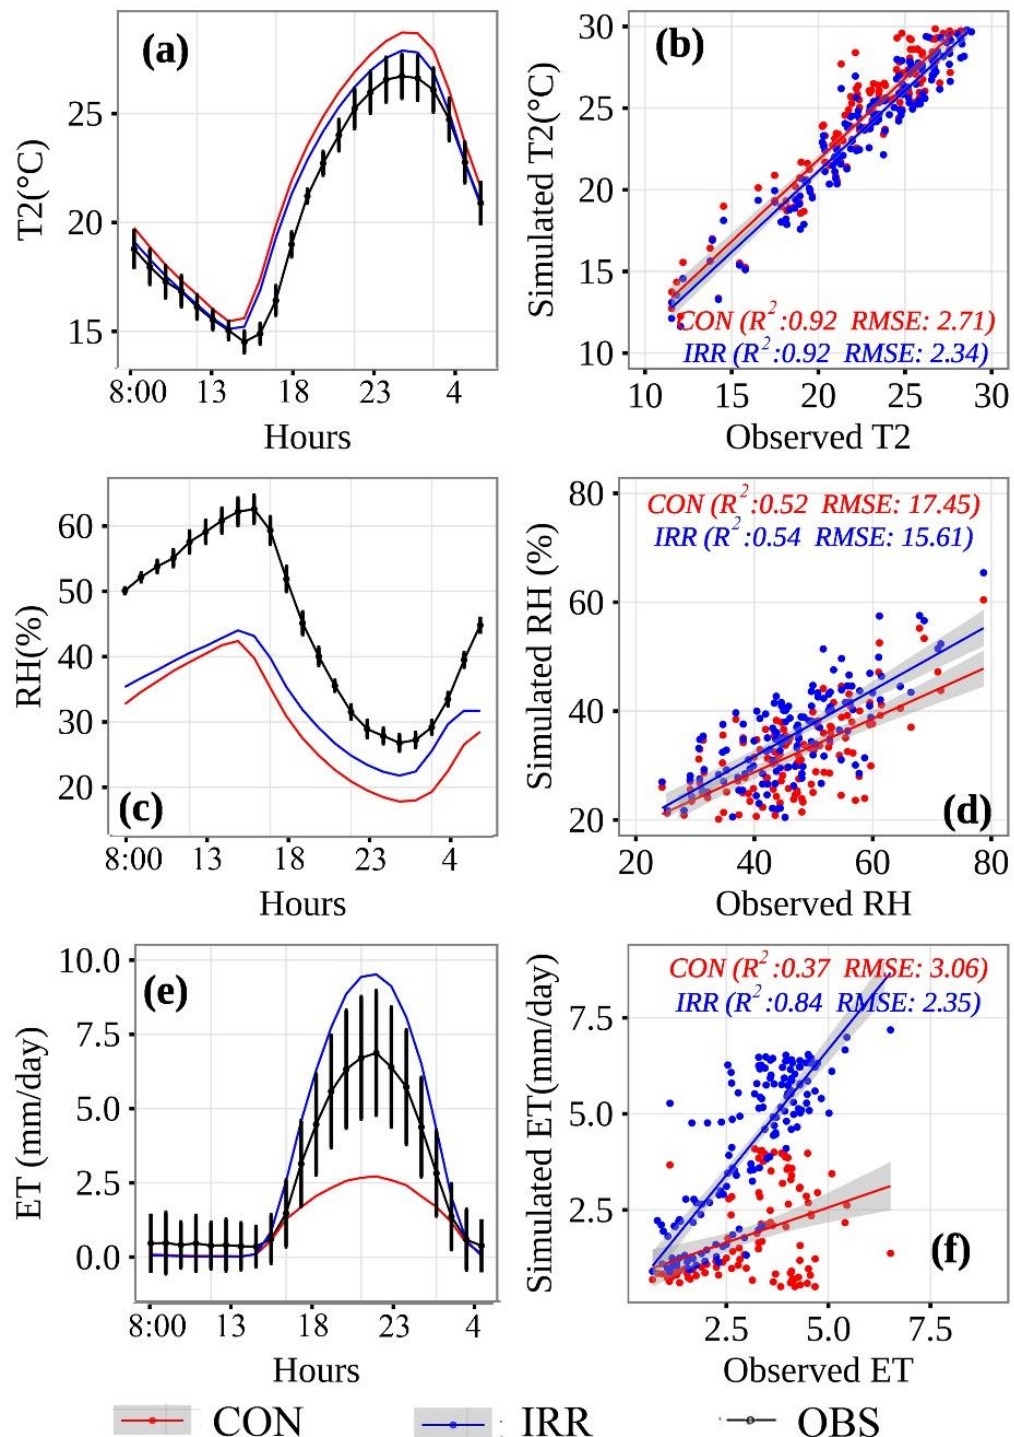 (a)
T2(°C)
25
20
15
8:00 13 18 23 4
Hours
(b)
Simulated T2(°C)
30
25
20
15
10
CON (R²:0.92 RMSE: 2.71)
IRR (R²:0.92 RMSE: 2.34)
10 15 20 25 30
Observed T2
RH(%)
60
50
40
30
20
(c)
8:00 13 18 23 4
Hours
Simulated RH (%)
80
60
40
20
CON (R²:0.52 RMSE: 17.45)
IRR (R²:0.54 RMSE: 15.61)
(d)
20 40 60 80
Observed RH
ET (mm/day)
10.0
7.5
5.0
2.5
0.0
(e)
8:00 13 18 23 4
Hours
Simulated ET(mm/day)
7.5
5.0
2.5
CON (R²:0.37 RMSE: 3.06)
IRR (R²:0.84 RMSE: 2.35)
(f)
2.5 5.0 7.5
Observed ET
CON IRR OBS